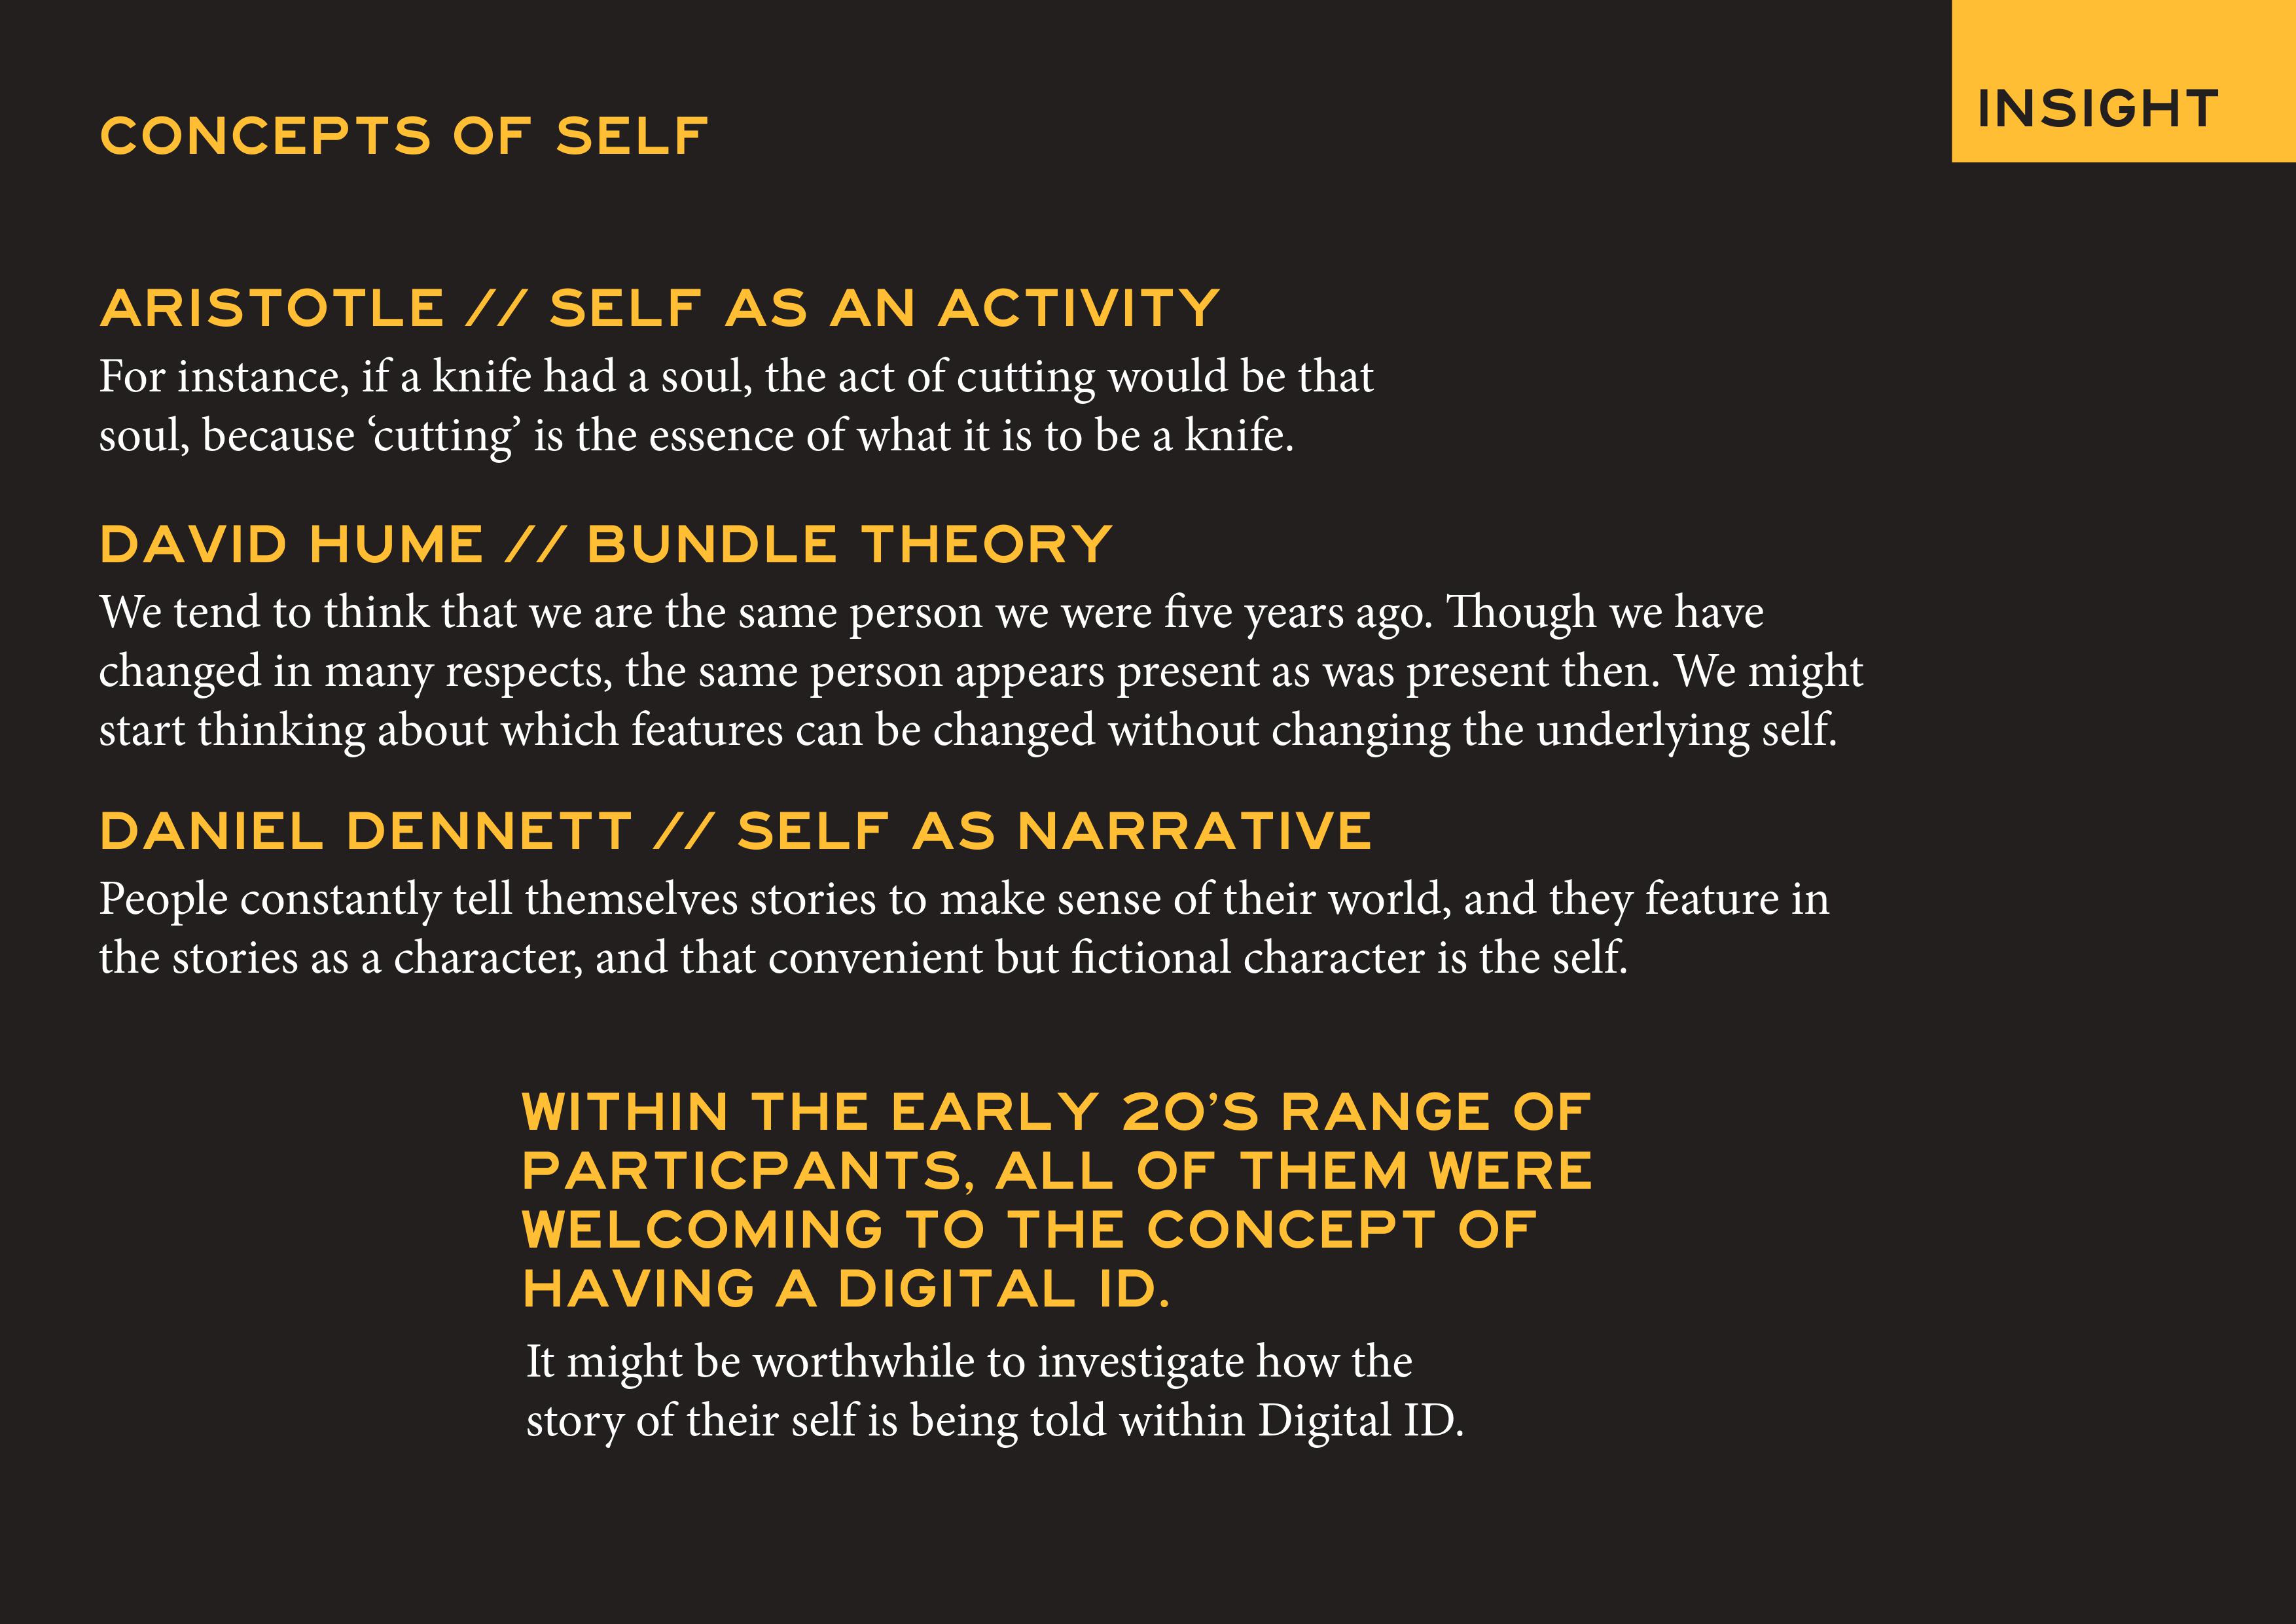 CONCEPTS OF SELF
INSIGHT
ARISTOTLE // SELF AS AN ACTIVITY
For instance, if a knife had a soul, the act of cutting would be that
soul, because ‘cutting’ is the essence of what it is to be a knife.
DAVID HUME // BUNDLE THEORY
We tend to think that we are the same person we were five years ago. Though we have
changed in many respects, the same person appears present as was present then. We might
start thinking about which features can be changed without changing the underlying self.
DANIEL DENNETT // SELF AS NARRATIVE
People constantly tell themselves stories to make sense of their world, and they feature in
the stories as a character, and that convenient but fictional character is the self.
WITHIN THE EARLY 20’S RANGE OF
PARTICPANTS, ALL OF THEM WERE
WELCOMING TO THE CONCEPT OF
HAVING A DIGITAL ID.
It might be worthwhile to investigate how the
story of their self is being told within Digital ID.